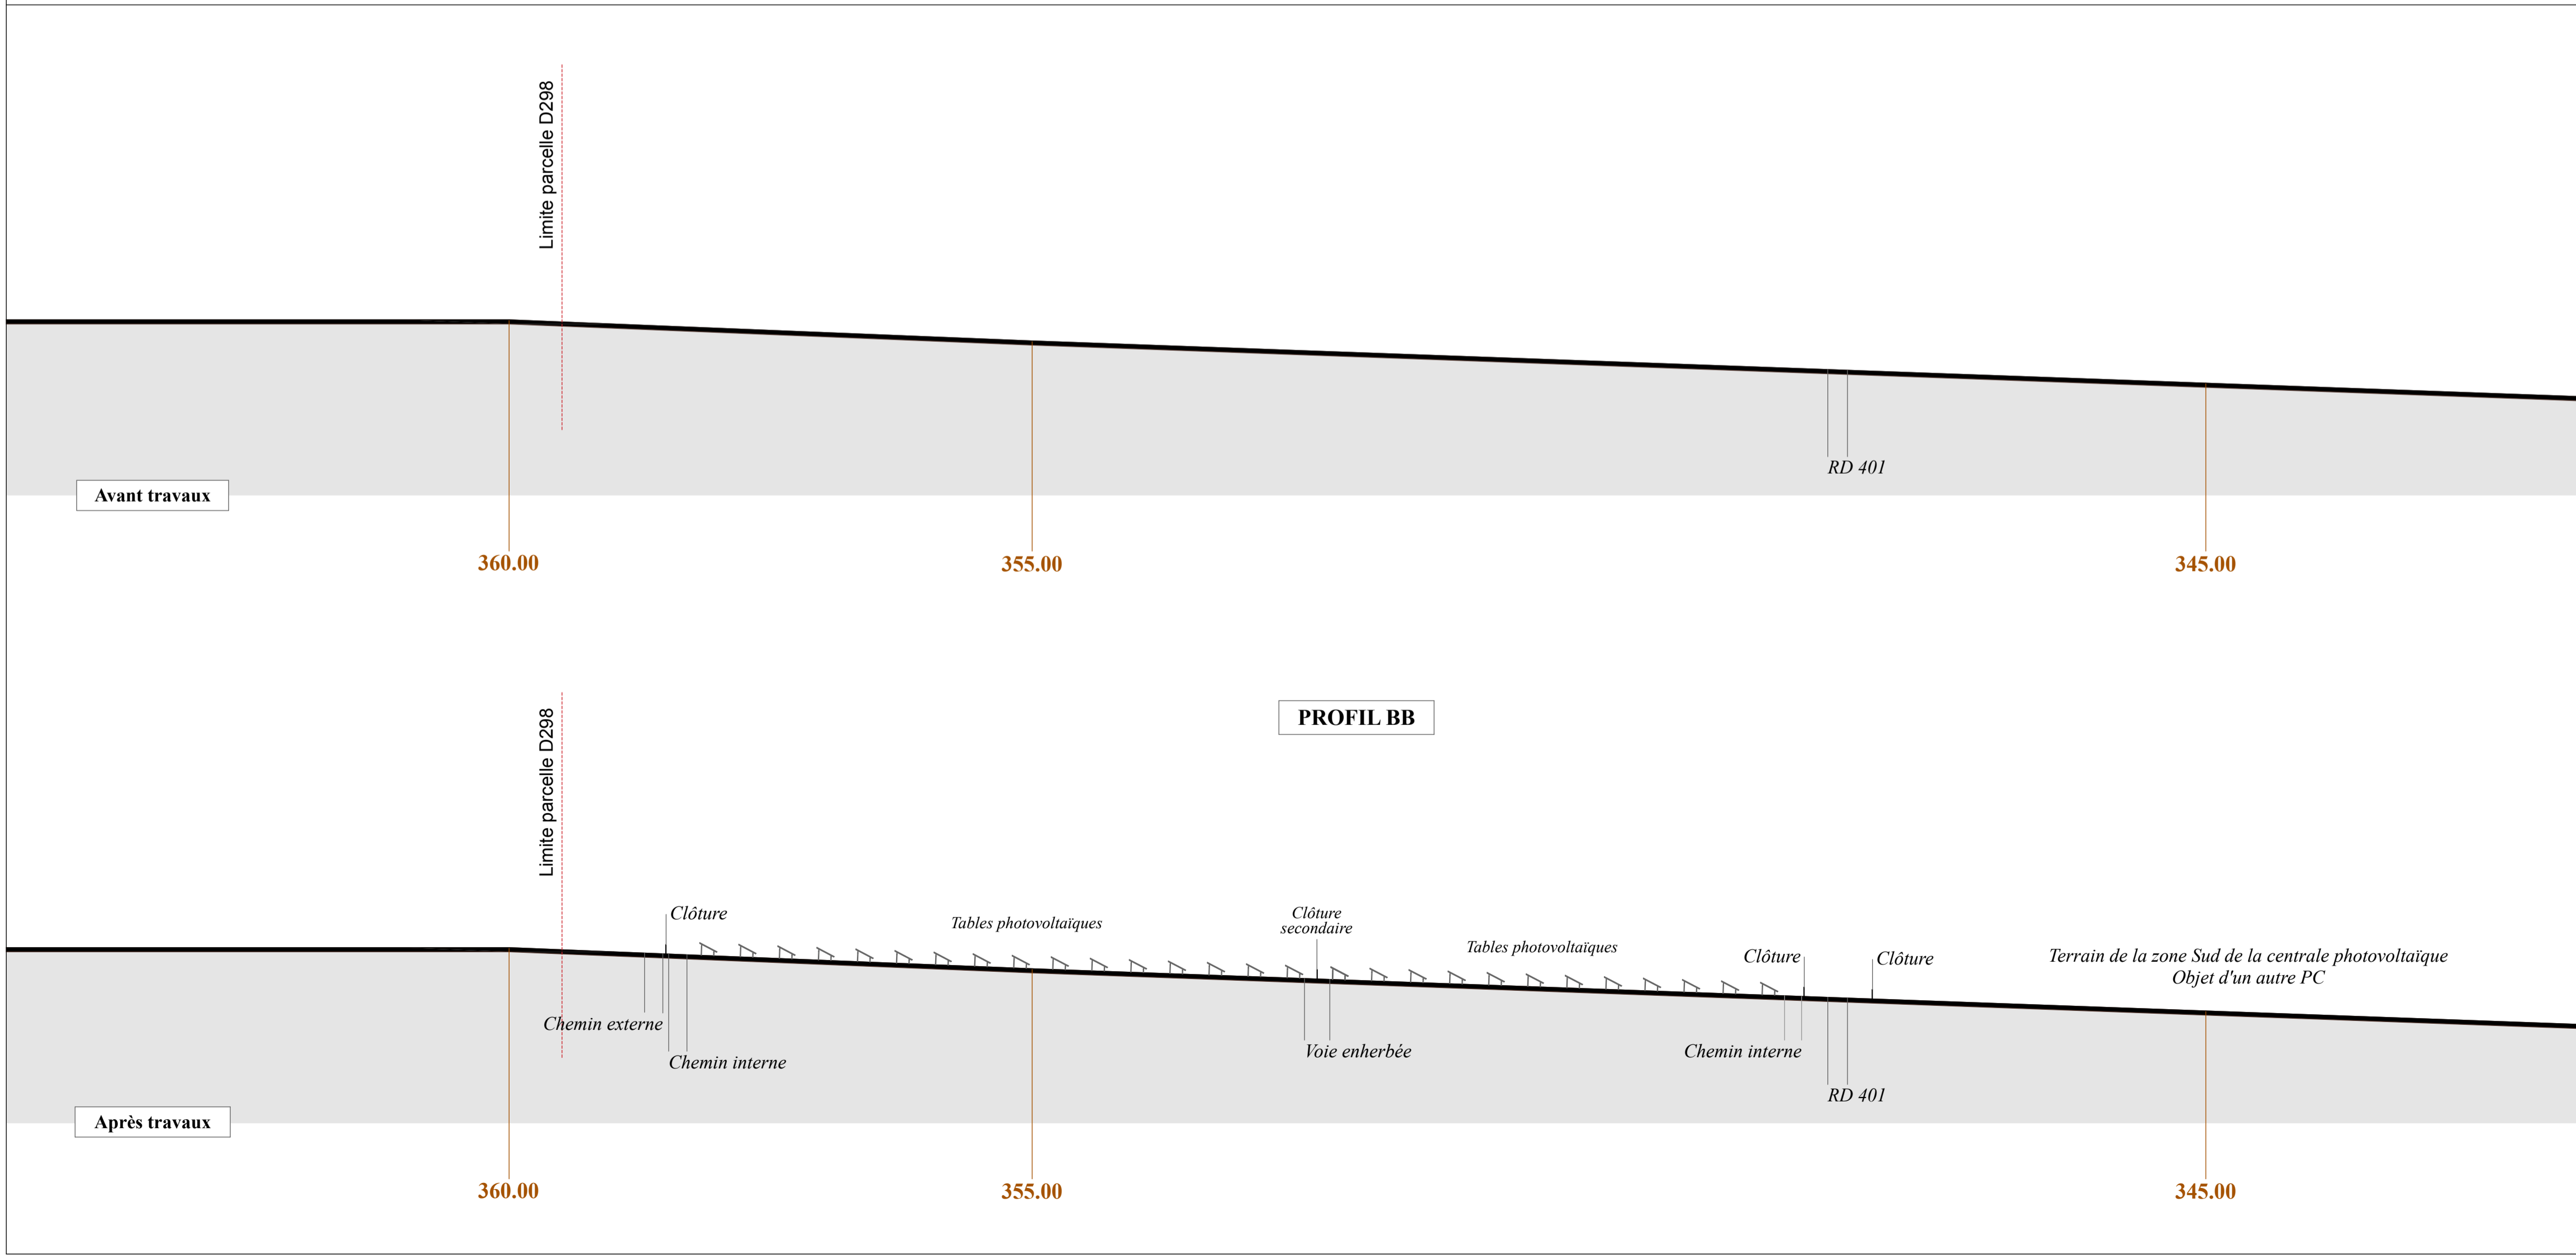 Limite parcelle D298
RD 401
Avant travaux
360.00
355.00
345.00
PROFIL BB
Limite parcelle D298
Clôture
Tables photovoltaïques
Clôture
secondaire
Tables photovoltaïques
Clôture
Clôture
Terrain de la zone Sud de la centrale photovoltaïque
Objet d'un autre PC
Chemin externe
Chemin interne
Voie enherbée
Chemin interne
RD 401
Après travaux
360.00
355.00
345.00